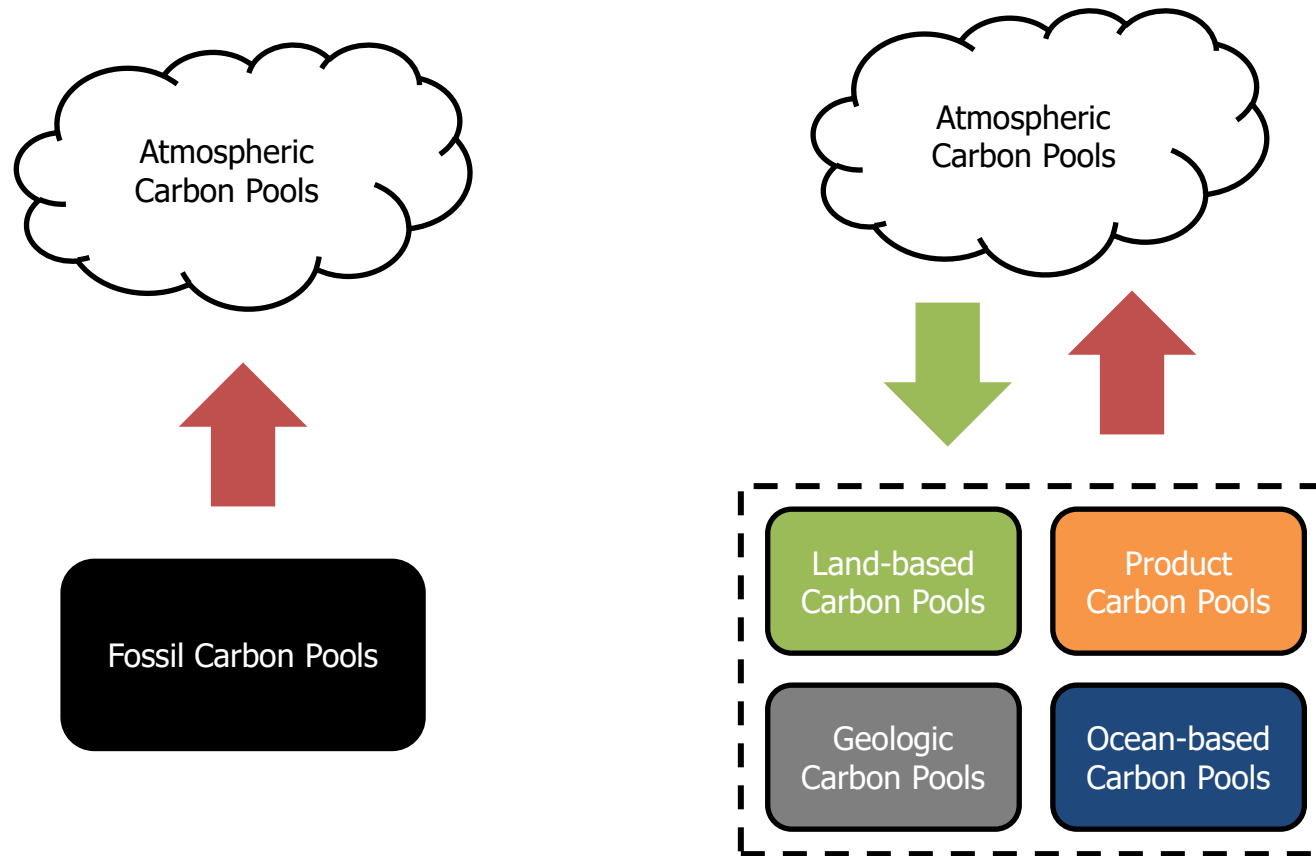 Atmospheric
Carbon Pools
Fossil Carbon Pools
Atmospheric
Carbon Pools
Land-based
Carbon Pools
Product
Carbon Pools
Geologic
Carbon Pools
Ocean-based
Carbon Pools